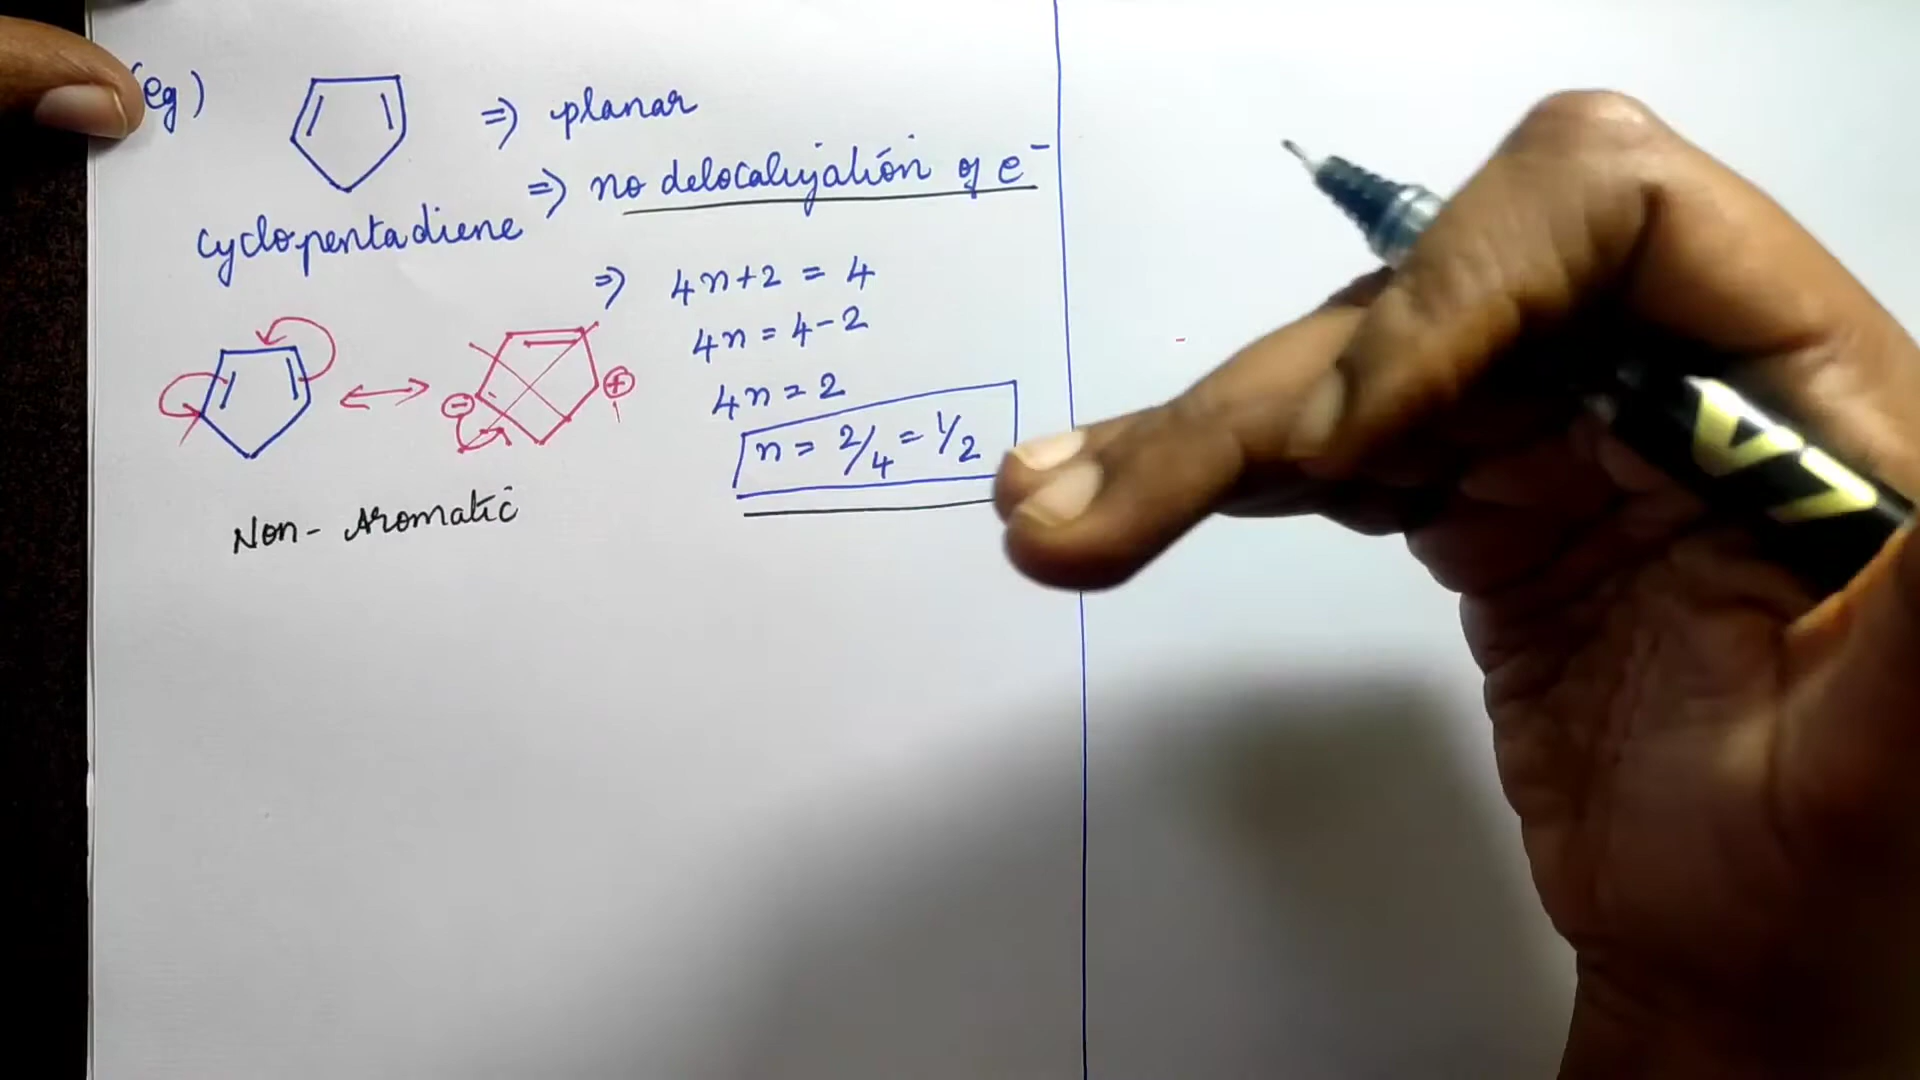 (eg)
⇒ planar
⇒ no delocalization of e⁻
cyclopentadiene
⇒ 4n+2 = 4
4n = 4-2
4n = 2
n = 2/4 = 1/2
⊖ ⊕
Non-Aromatic
V7